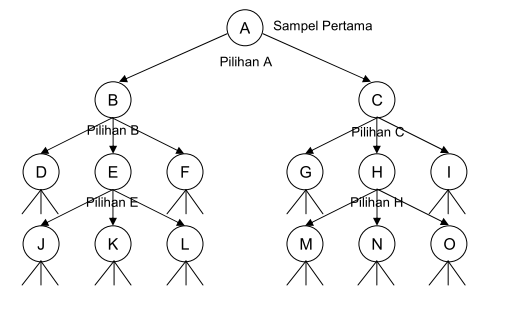 A Sampel Pertama
Pilihan A
B C
Pilihan B Pilihan C
D E F G H I
Pilihan E Pilihan H
J K L M N O